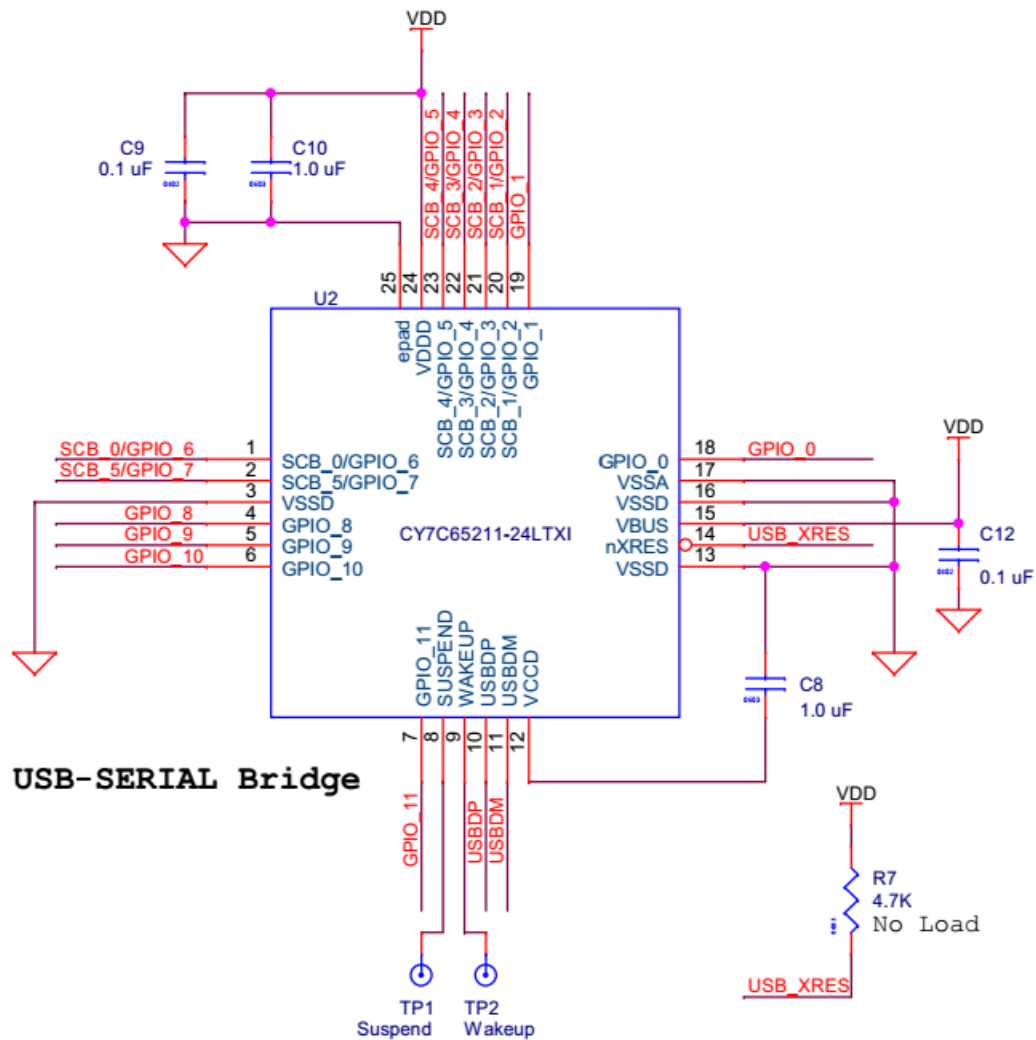 VDD
C9
0.1 uF
0402
C10
1.0 uF
0603
SCB_4/GPIO_5
SCB_3/GPIO_4
SCB_2/GPIO_3
SCB_1/GPIO_2
GPIO_1
25
24
23
22
21
20
19
U2
epad
VDDD
SCB_4/GPIO_5
SCB_3/GPIO_4
SCB_2/GPIO_3
SCB_1/GPIO_2
GPIO_1
SCB_0/GPIO_6
1
SCB_0/GPIO_6
SCB_5/GPIO_7
2
SCB_5/GPIO_7
3
VSSD
GPIO_8
4
GPIO_8
GPIO_9
5
GPIO_9
GPIO_10
6
GPIO_10
CY7C65211-24LTXI
GPIO_0
18
GPIO_0
VSSA
17
VSSD
16
VBUS
15
nXRES
14
USB_XRES
VSSD
13
VDD
C12
0402
0.1 uF
GPIO_11
SUSPEND
WAKEUP
USBDP
USBDM
VCCD
7
8
9
10
11
12
C8
0603
1.0 uF
USB-SERIAL Bridge
GPIO_11
USBDP
USBDM
VDD
R7
4.7K
No Load
USB_XRES
TP1
Suspend
TP2
Wakeup